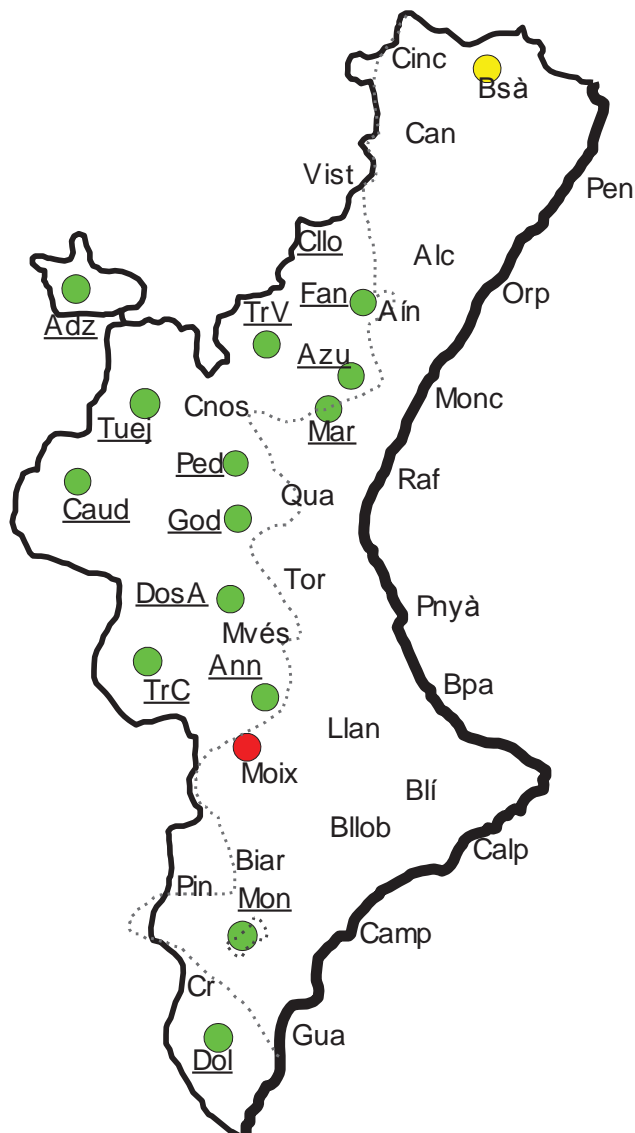 Cinc
Bsà
Can
Vist
Pen
Cllo
Alc
Fan
Orp
Adz
TrV
Aín
Azu
Monc
Cnos
Tuej
Mar
Ped
Raf
Qua
Caud
God
Tor
DosA
Pnyà
Mvés
Ann
TrC
Bpa
Llan
Moix
Blí
Bllob
Calp
Biar
Pin
Mon
Camp
Cr
Gua
Dol